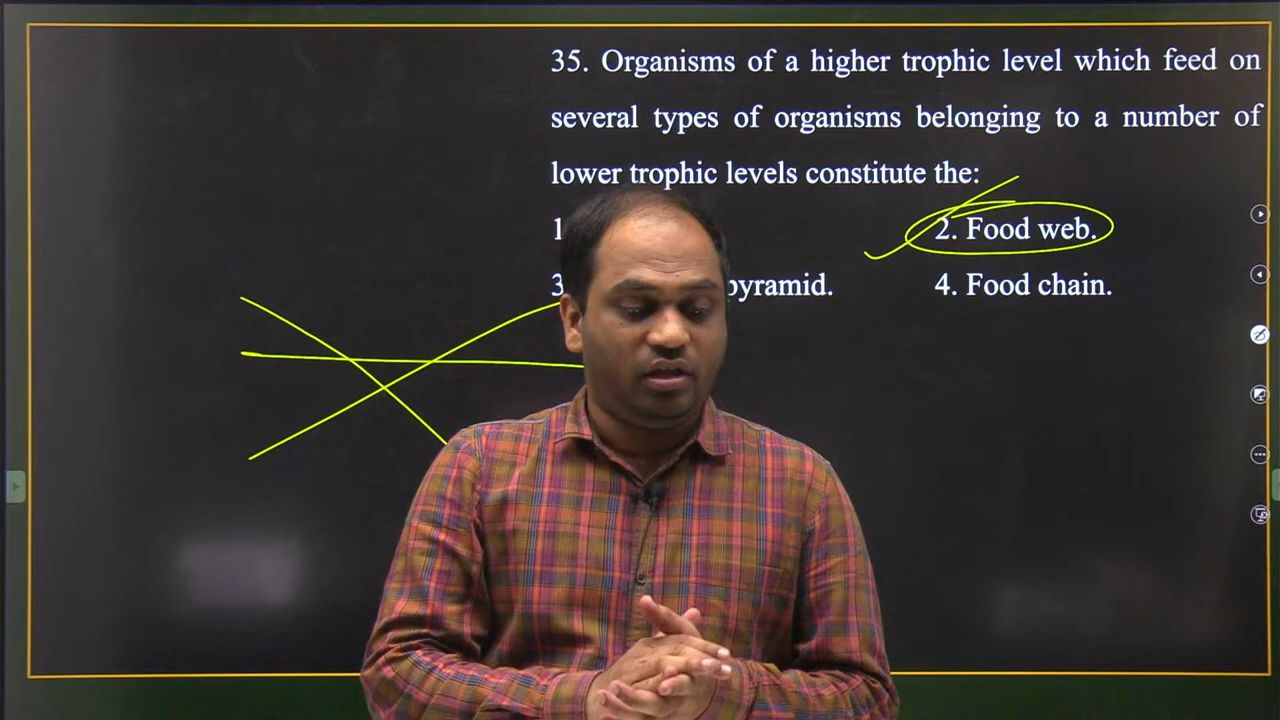 35. Organisms of a higher trophic level which feed on
several types of organisms belonging to a number of
lower trophic levels constitute the:
1 2. Food web.
3 pyramid. 4. Food chain.